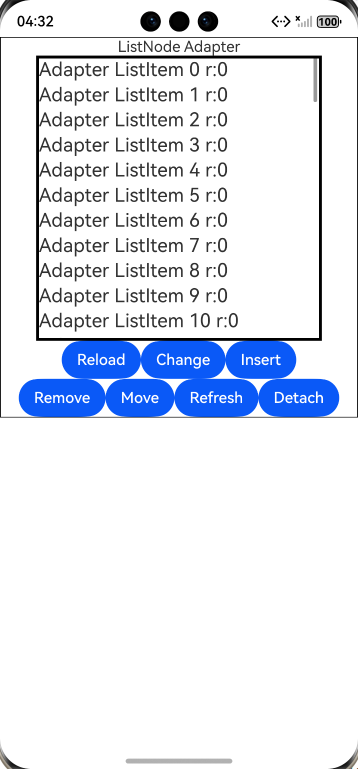 04:32
100
ListNode Adapter
Adapter ListItem 0 r:0
Adapter ListItem 1 r:0
Adapter ListItem 2 r:0
Adapter ListItem 3 r:0
Adapter ListItem 4 r:0
Adapter ListItem 5 r:0
Adapter ListItem 6 r:0
Adapter ListItem 7 r:0
Adapter ListItem 8 r:0
Adapter ListItem 9 r:0
Adapter ListItem 10 r:0
Reload Change Insert
Remove Move Refresh Detach